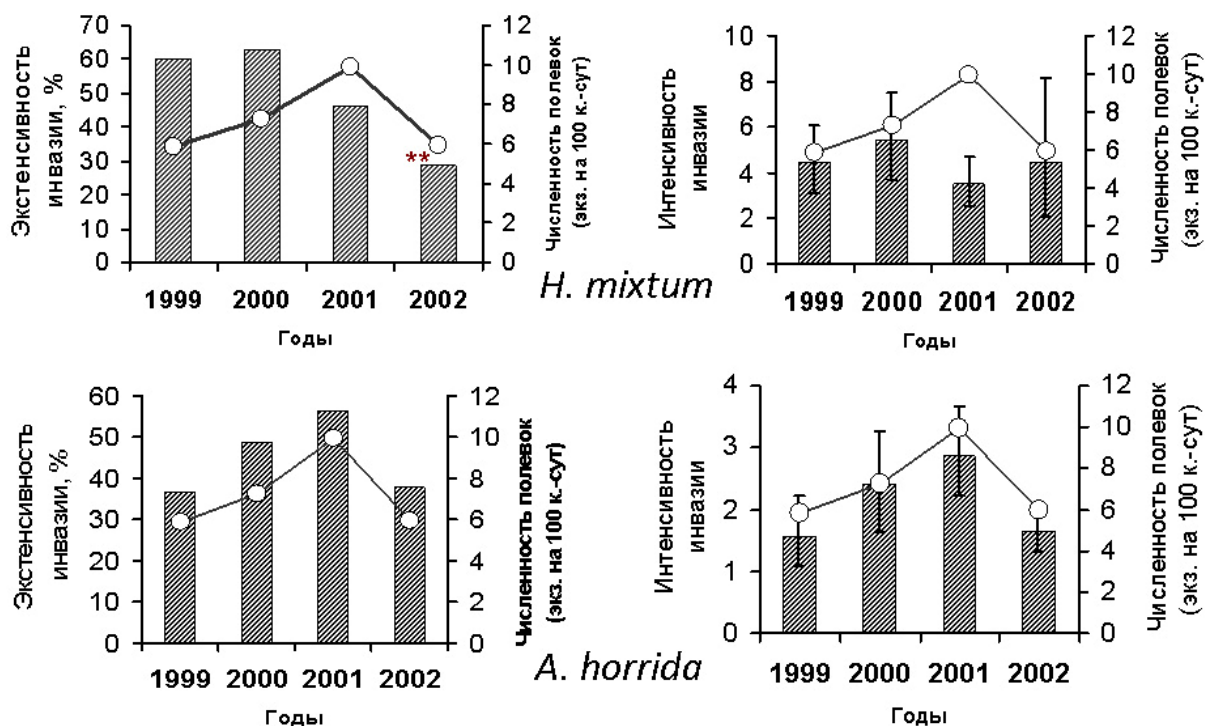 Экстенсивность
инвазии, %
70
60
50
40
30
20
10
0
12
10
8
6
4
2
0
Численность полевок
(экз. на 100 к.-сут)
**
1999 2000 2001 2002
Годы
Интенсивность
инвазии
10
8
6
4
2
0
12
10
8
6
4
2
0
Численность полевок
(экз. на 100 к.-сут)
1999 2000 2001 2002
Годы
H. mixtum
Экстенсивность
инвазии, %
60
50
40
30
20
10
0
12
10
8
6
4
2
0
Численность полевок
(экз. на 100 к.-сут)
1999 2000 2001 2002
Годы
Интенсивность
инвазии
4
3
2
1
0
12
10
8
6
4
2
0
Численность полевок
(экз. на 100 к.-сут)
1999 2000 2001 2002
Годы
A. horrida